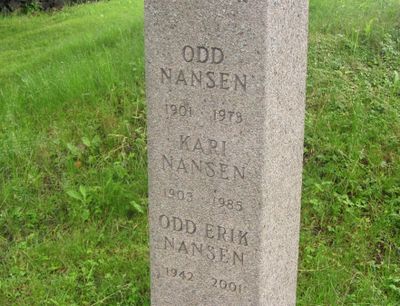 ODD
NANSEN
1901 1973
KARI
NANSEN
1903 1985
ODD ERIK
NANSEN
1942 2001